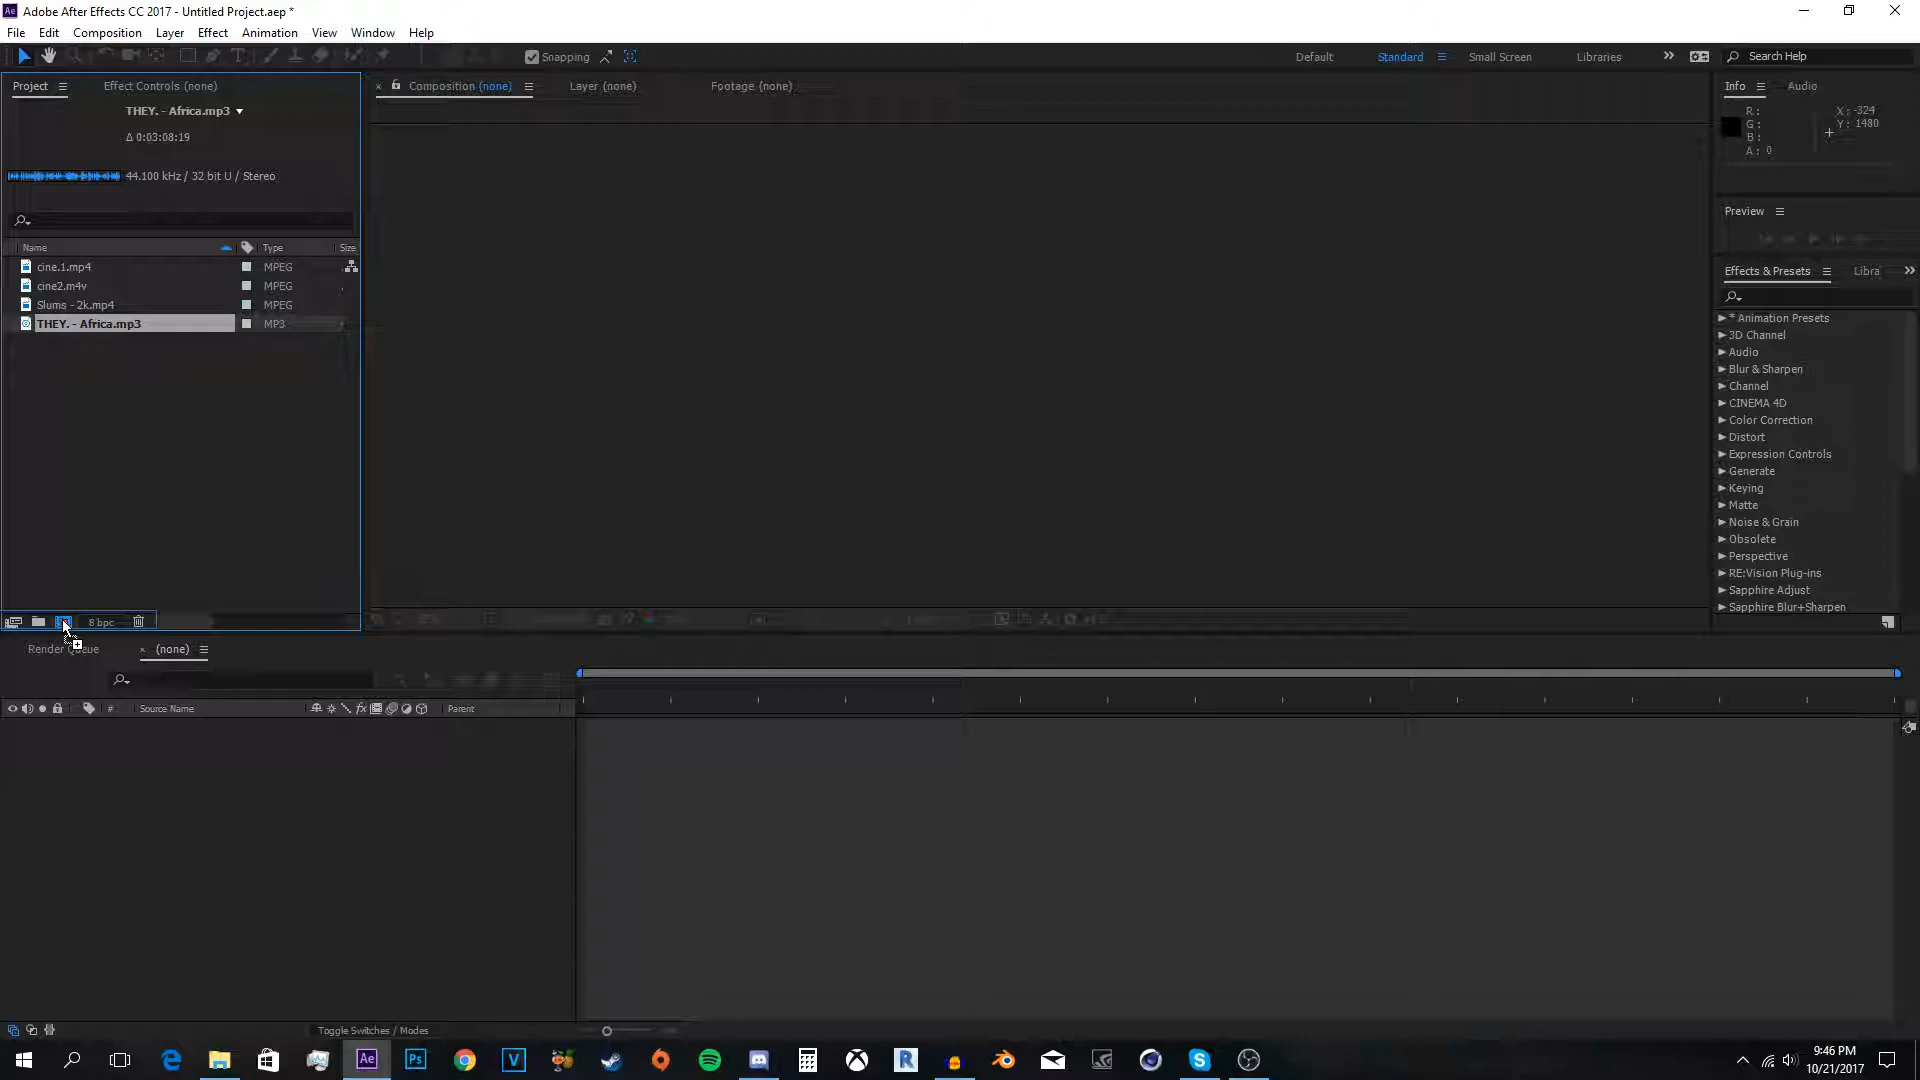 Adobe After Effects CC 2017 - Untitled Project.aep *
File Edit Composition Layer Effect Animation View Window Help
Snapping Default Standard Small Screen Libraries Search Help
Project Effect Controls (none) Composition (none) Layer (none) Footage (none) Info Audio
THEY. - Africa.mp3
Δ 0:03:08:19
44.100 kHz / 32 bit U / Stereo
R: X: -324
G: Y: 1480
B:
A: 0
Preview
Name Type Size
cine.1.mp4 MPEG
cine2.m4v MPEG
Slums - 2k.mp4 MPEG
THEY. - Africa.mp3 MP3
Effects & Presets Libra
* Animation Presets
3D Channel
Audio
Blur & Sharpen
Channel
CINEMA 4D
Color Correction
Distort
Expression Controls
Generate
Keying
Matte
Noise & Grain
Obsolete
Perspective
RE:Vision Plug-ins
Sapphire Adjust
Sapphire Blur+Sharpen
8 bpc
Render Queue (none)
# Source Name Parent
Toggle Switches / Modes
Ae Ps
9:46 PM
10/21/2017